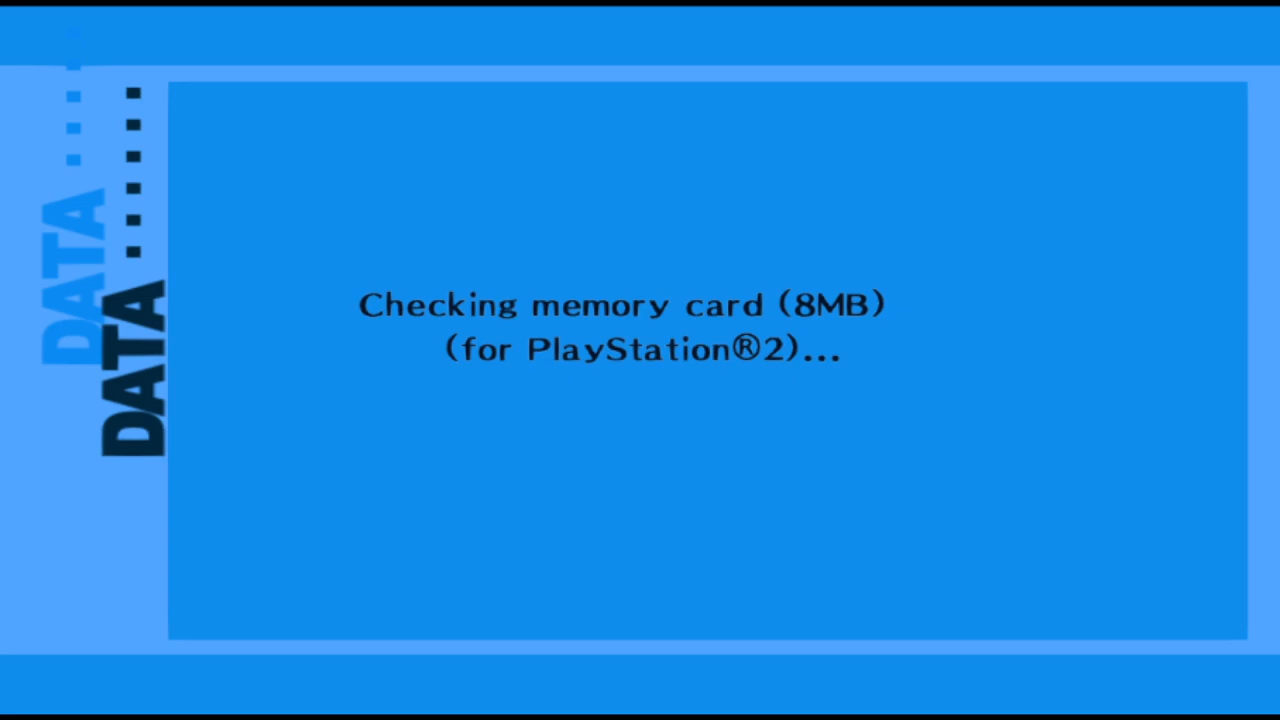 DATA ......
DATA .....
Checking memory card (8MB)
(for PlayStation®2)...